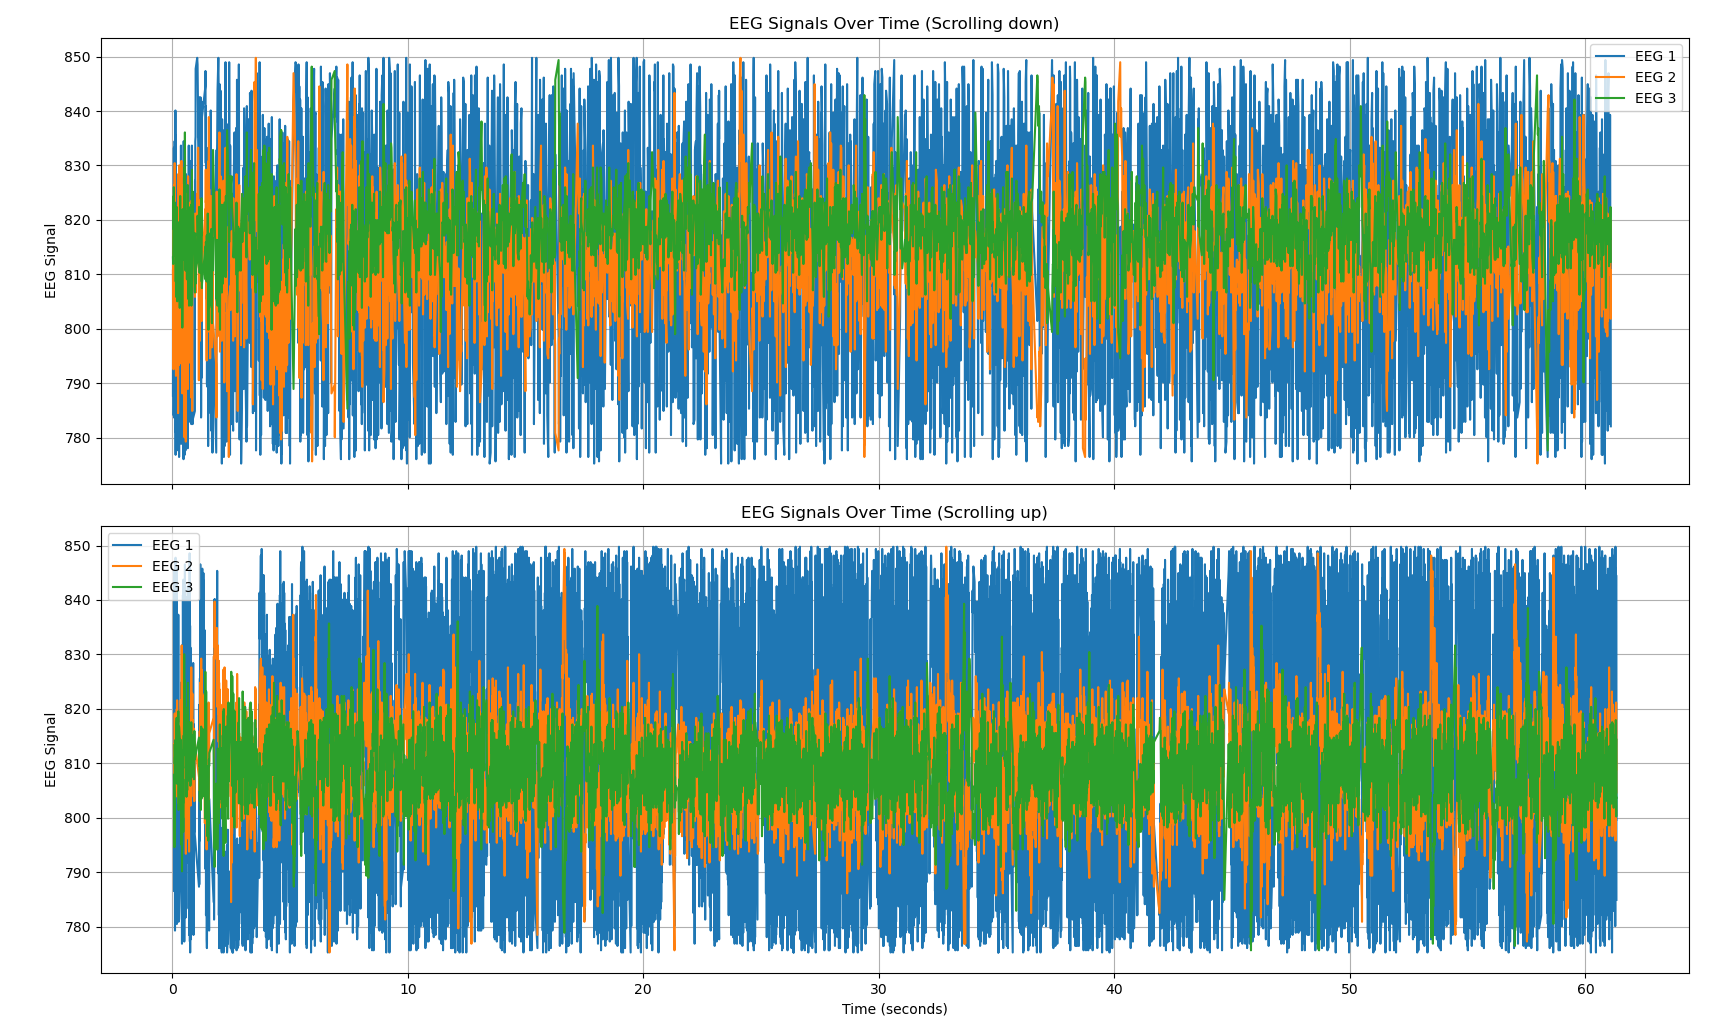 EEG Signals Over Time (Scrolling down)
EEG Signal
850
840
830
820
810
800
790
780
EEG 1
EEG 2
EEG 3
EEG Signals Over Time (Scrolling up)
EEG Signal
850
840
830
820
810
800
790
780
EEG 1
EEG 2
EEG 3
0 10 20 30 40 50 60
Time (seconds)